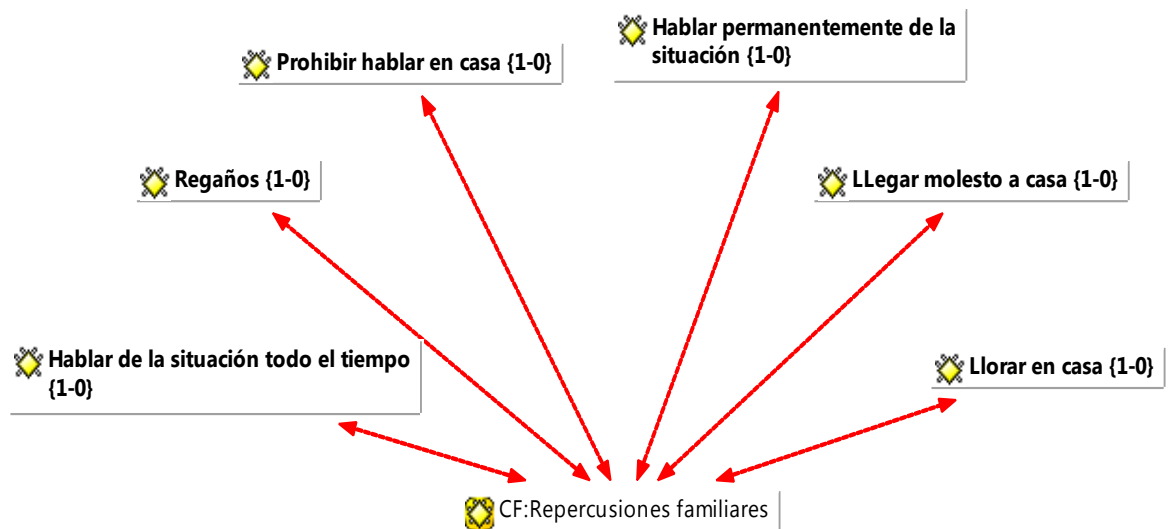 Hablar permanentemente de la
situación {1-0}
Prohibir hablar en casa {1-0}
Regaños {1-0}
LLegar molesto a casa {1-0}
Hablar de la situación todo el tiempo
{1-0}
Llorar en casa {1-0}
CF:Repercusiones familiares